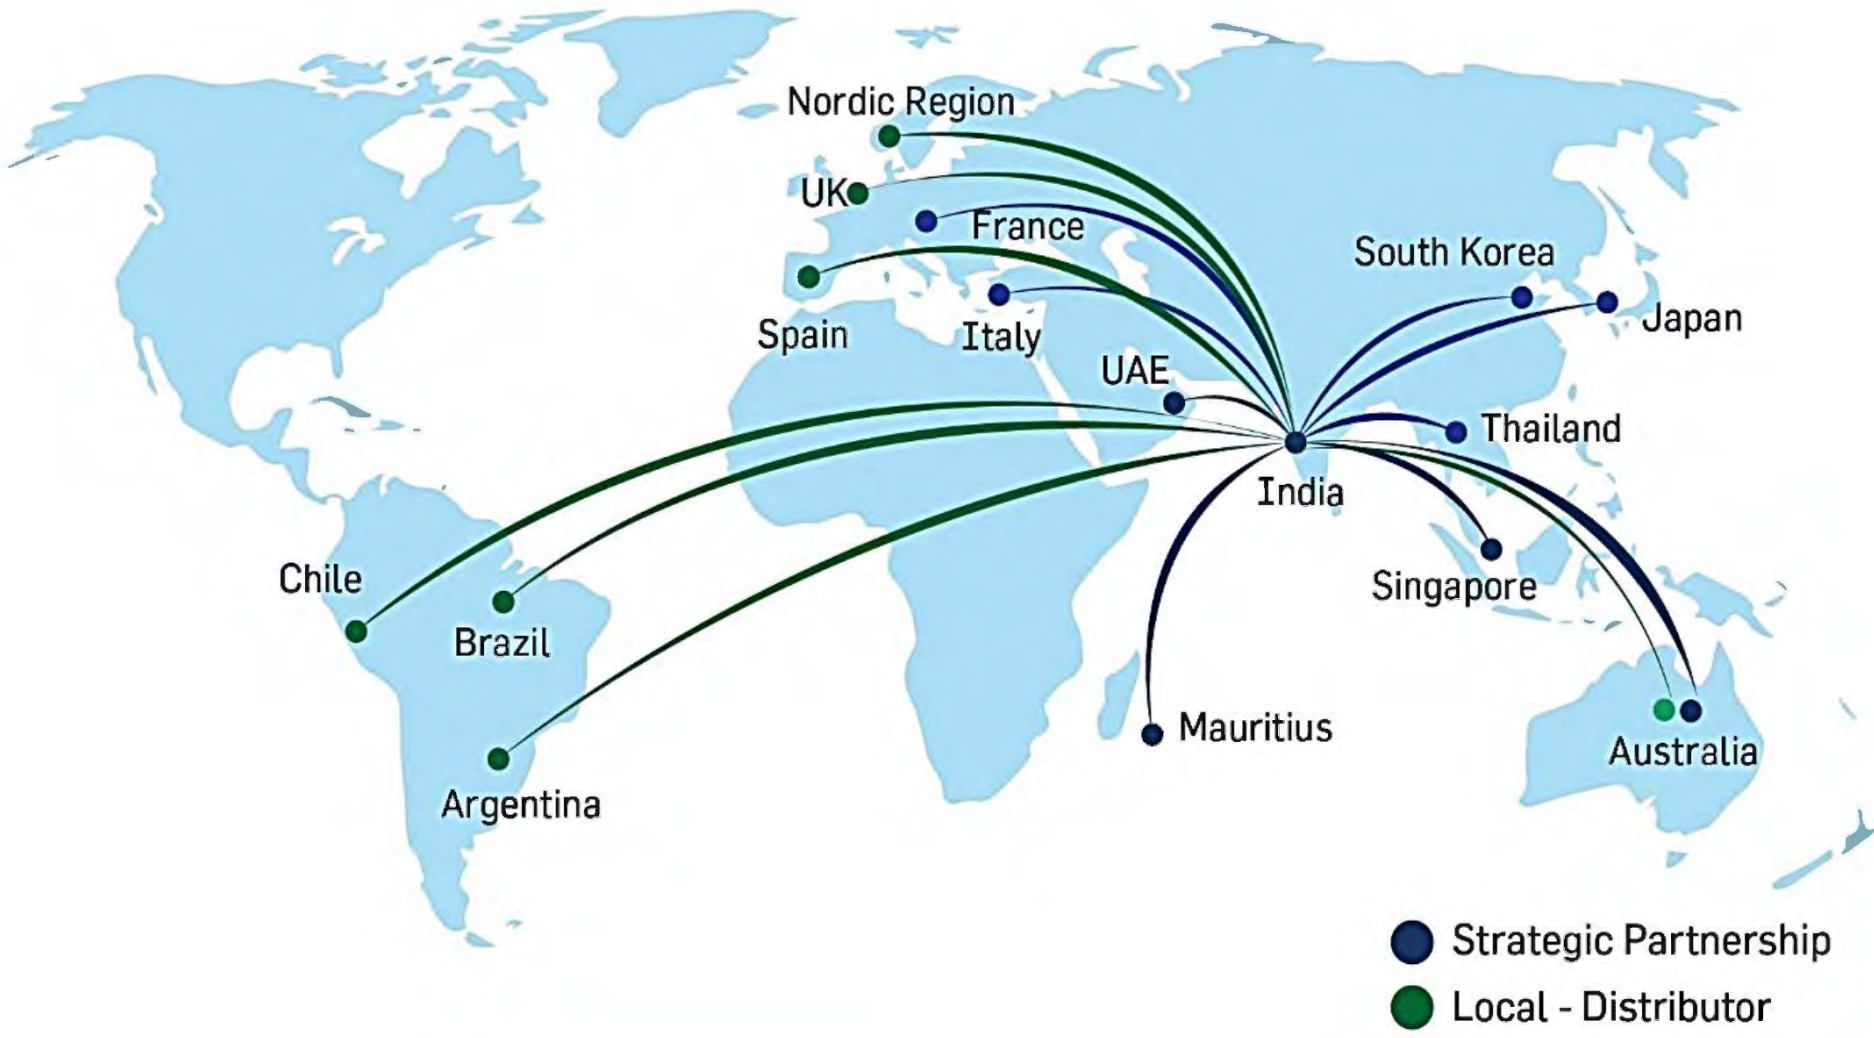 Nordic Region
UK
France
South Korea
Spain
Italy
Japan
UAE
Thailand
India
Chile
Singapore
Brazil
Mauritius
Australia
Argentina
Strategic Partnership
Local - Distributor